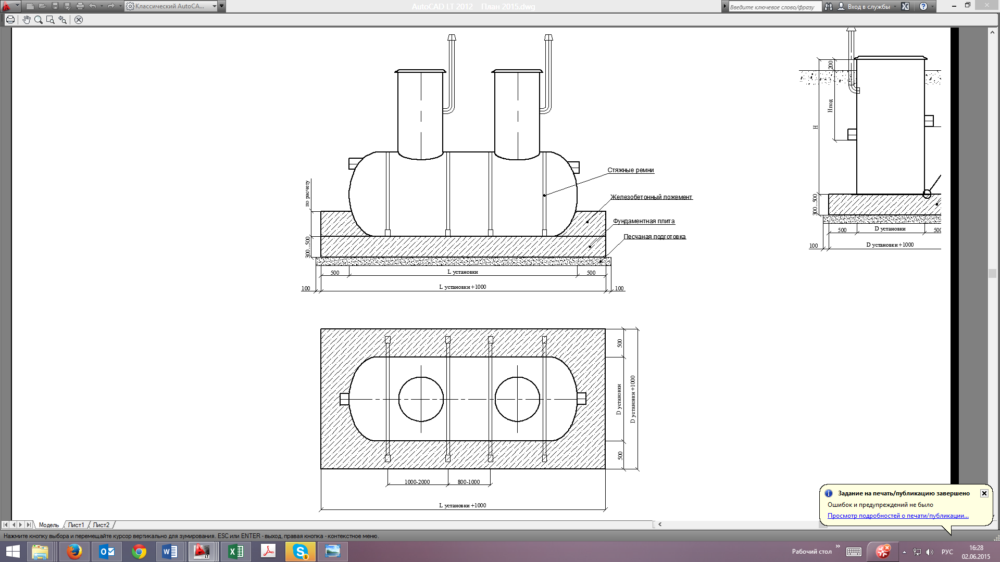 Классический AutoCA...
AutoCAD LT 2012 План 2015.dwg
Введите ключевое слово/фразу
Вход в службы
200
Hпод
H
300...500
500
D установки
500
100
D установки +1000
Стяжные ремни
Железобетонный ложемент
Фундаментная плита
Песчаная подготовка
по расчету
300...500
500
L установки
500
100
L установки +1000
100
500
D установки
D установки +1000
500
1000-2000
800-1000
L установки +1000
Задание на печать/публикацию завершено
Ошибок и предупреждений не было
Просмотр подробностей о печати/публикации...
Модель
Лист1
Лист2
Нажмите кнопку выбора и перемещайте курсор вертикально для зумирования. ESC или ENTER - выход, правая кнопка - контекстное меню.
LT
1
Рабочий стол
»
РУС
16:28
02.06.2015